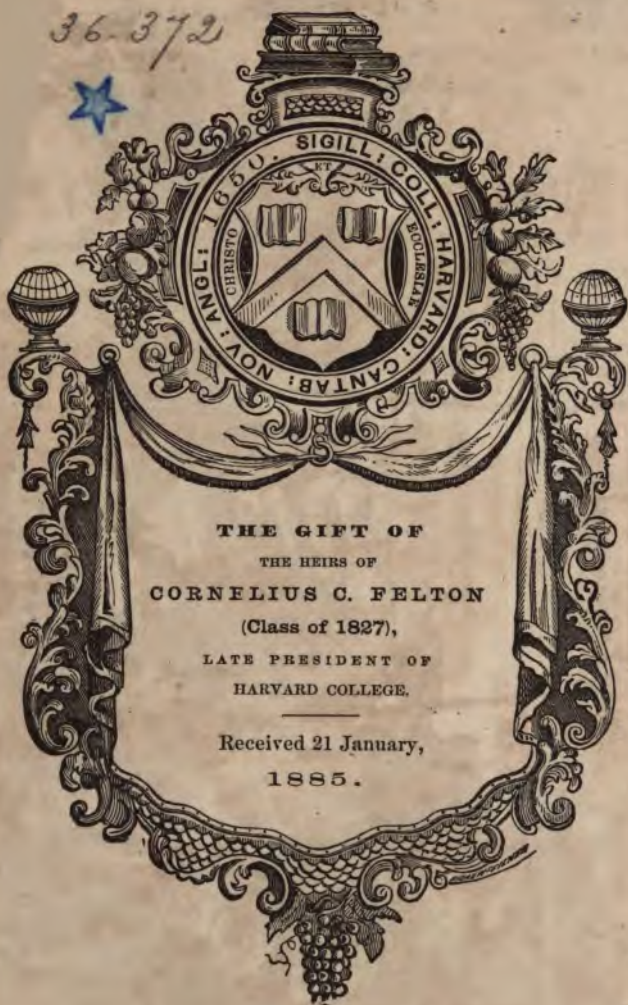 36-372
SIGILL: COLL: HARVARD: CANTAB: NOV: ANGL: 1650.
ET
CHRISTO
ECCLESIAE
THE GIFT OF
THE HEIRS OF
CORNELIUS C. FELTON
(Class of 1827),
LATE PRESIDENT OF
HARVARD COLLEGE.
Received 21 January,
1885.